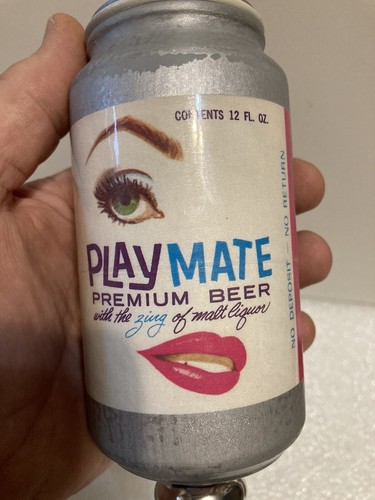 CONTENTS 12 FL. OZ.
PLAYMATE
PREMIUM BEER
with the zing of malt liquor
NO DEPOSIT - NO RETURN